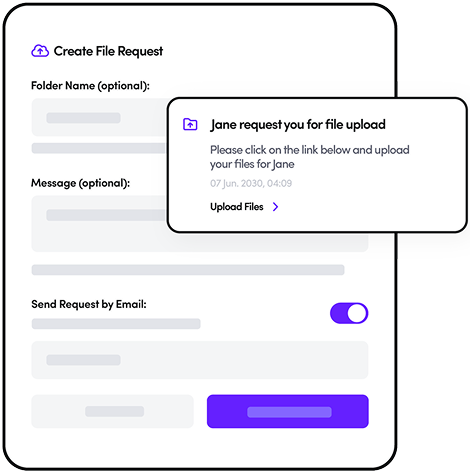 Create File Request
Folder Name (optional):
Jane request you for file upload
Please click on the link below and upload
your files for Jane
07 Jun. 2030, 04:09
Upload Files
Message (optional):
Send Request by Email: